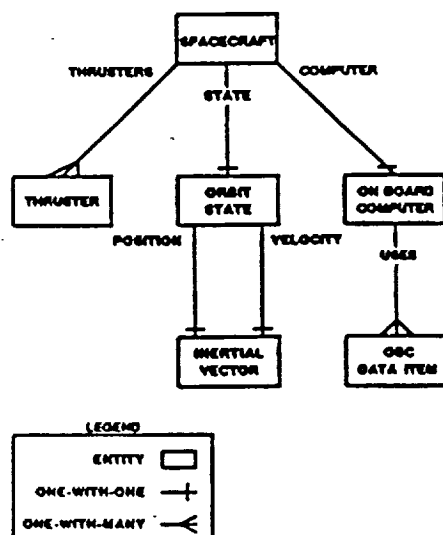 SPACECRAFT
THRUSTERS
COMPUTER
STATE
THRUSTER
ORBIT
STATE
ON BOARD
COMPUTER
POSITION
VELOCITY
USES
INERTIAL
VECTOR
OBC
DATA ITEM
LEGEND
ENTITY
ONE-WITH-ONE
ONE-WITH-MANY